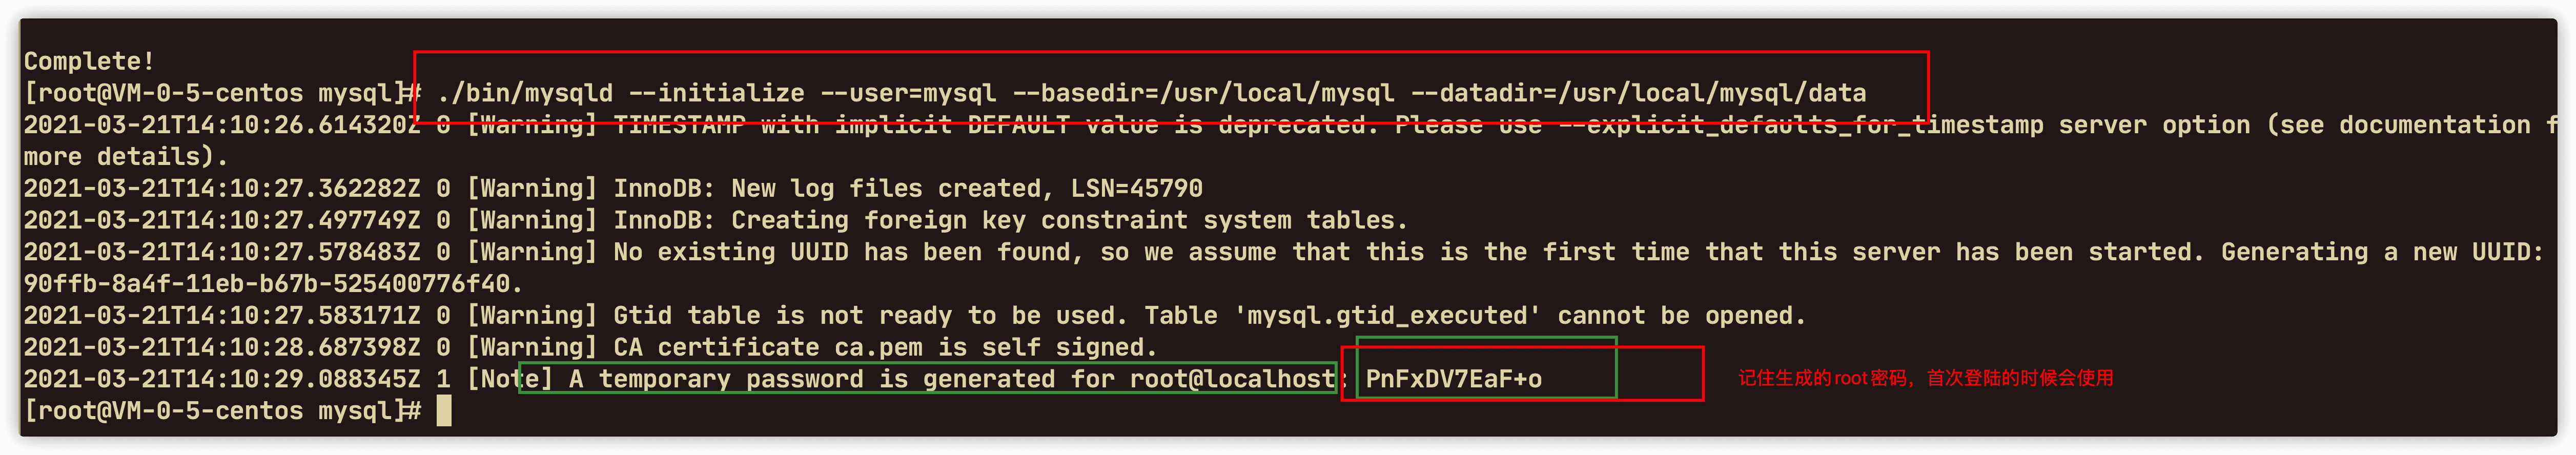 Complete!
[root@VM-0-5-centos mysql]# ./bin/mysqld --initialize --user=mysql --basedir=/usr/local/mysql --datadir=/usr/local/mysql/data
2021-03-21T14:10:26.614320Z 0 [Warning] TIMESTAMP with implicit DEFAULT value is deprecated. Please use --explicit_defaults_for_timestamp server option (see documentation f
more details).
2021-03-21T14:10:27.362282Z 0 [Warning] InnoDB: New log files created, LSN=45790
2021-03-21T14:10:27.497749Z 0 [Warning] InnoDB: Creating foreign key constraint system tables.
2021-03-21T14:10:27.578483Z 0 [Warning] No existing UUID has been found, so we assume that this is the first time that this server has been started. Generating a new UUID:
90ffb-8a4f-11eb-b67b-525400776f40.
2021-03-21T14:10:27.583171Z 0 [Warning] Gtid table is not ready to be used. Table 'mysql.gtid_executed' cannot be opened.
2021-03-21T14:10:28.687398Z 0 [Warning] CA certificate ca.pem is self signed.
2021-03-21T14:10:29.088345Z 1 [Note] A temporary password is generated for root@localhost: PnFxDV7EaF+o 记住生成的root密码，首次登陆的时候会使用
[root@VM-0-5-centos mysql]#